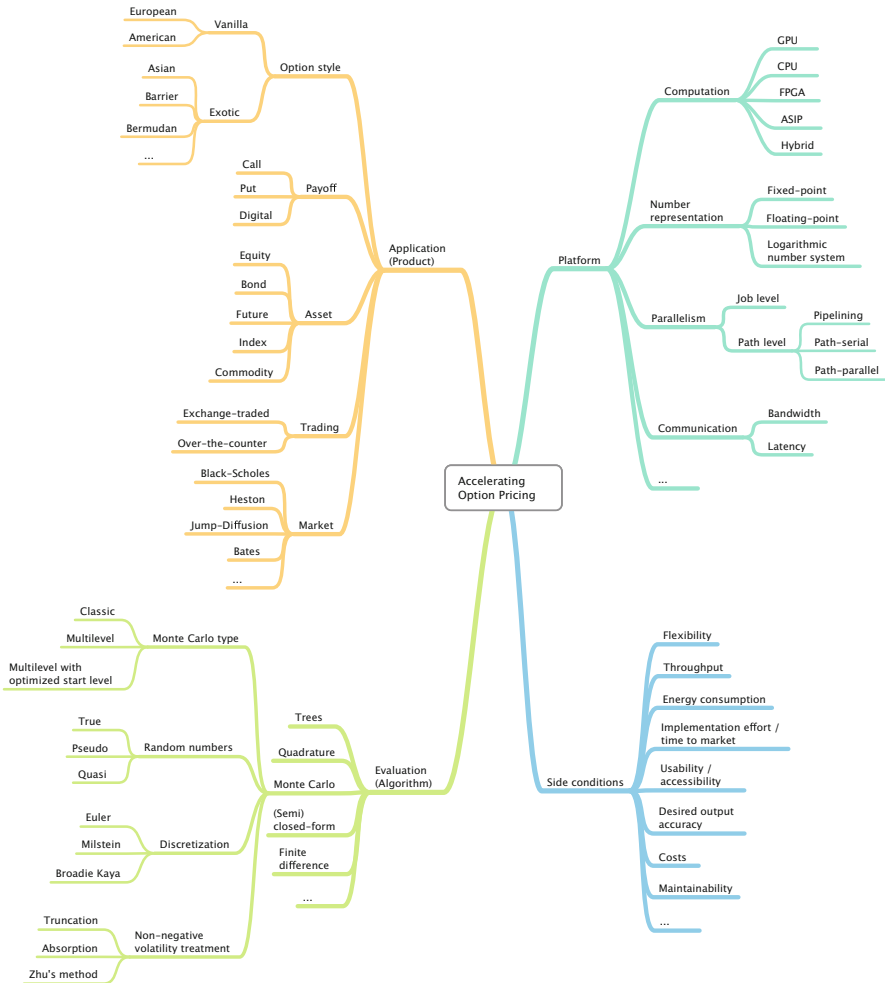 Accelerating
Option Pricing
Application
(Product)
Option style
Vanilla
European
American
Exotic
Asian
Barrier
Bermudan
...
Payoff
Call
Put
Digital
Asset
Equity
Bond
Future
Index
Commodity
Trading
Exchange-traded
Over-the-counter
Market
Black-Scholes
Heston
Jump-Diffusion
Bates
...
Platform
Computation
GPU
CPU
FPGA
ASIP
Hybrid
Number
representation
Fixed-point
Floating-point
Logarithmic
number system
Parallelism
Job level
Path level
Pipelining
Path-serial
Path-parallel
Communication
Bandwidth
Latency
...
Evaluation
(Algorithm)
Trees
Quadrature
Monte Carlo
Monte Carlo type
Classic
Multilevel
Multilevel with
optimized start level
Random numbers
True
Pseudo
Quasi
Discretization
Euler
Milstein
Broadie Kaya
Non-negative
volatility treatment
Truncation
Absorption
Zhu's method
(Semi)
closed-form
Finite
difference
...
Side conditions
Flexibility
Throughput
Energy consumption
Implementation effort /
time to market
Usability /
accessibility
Desired output
accuracy
Costs
Maintainability
...